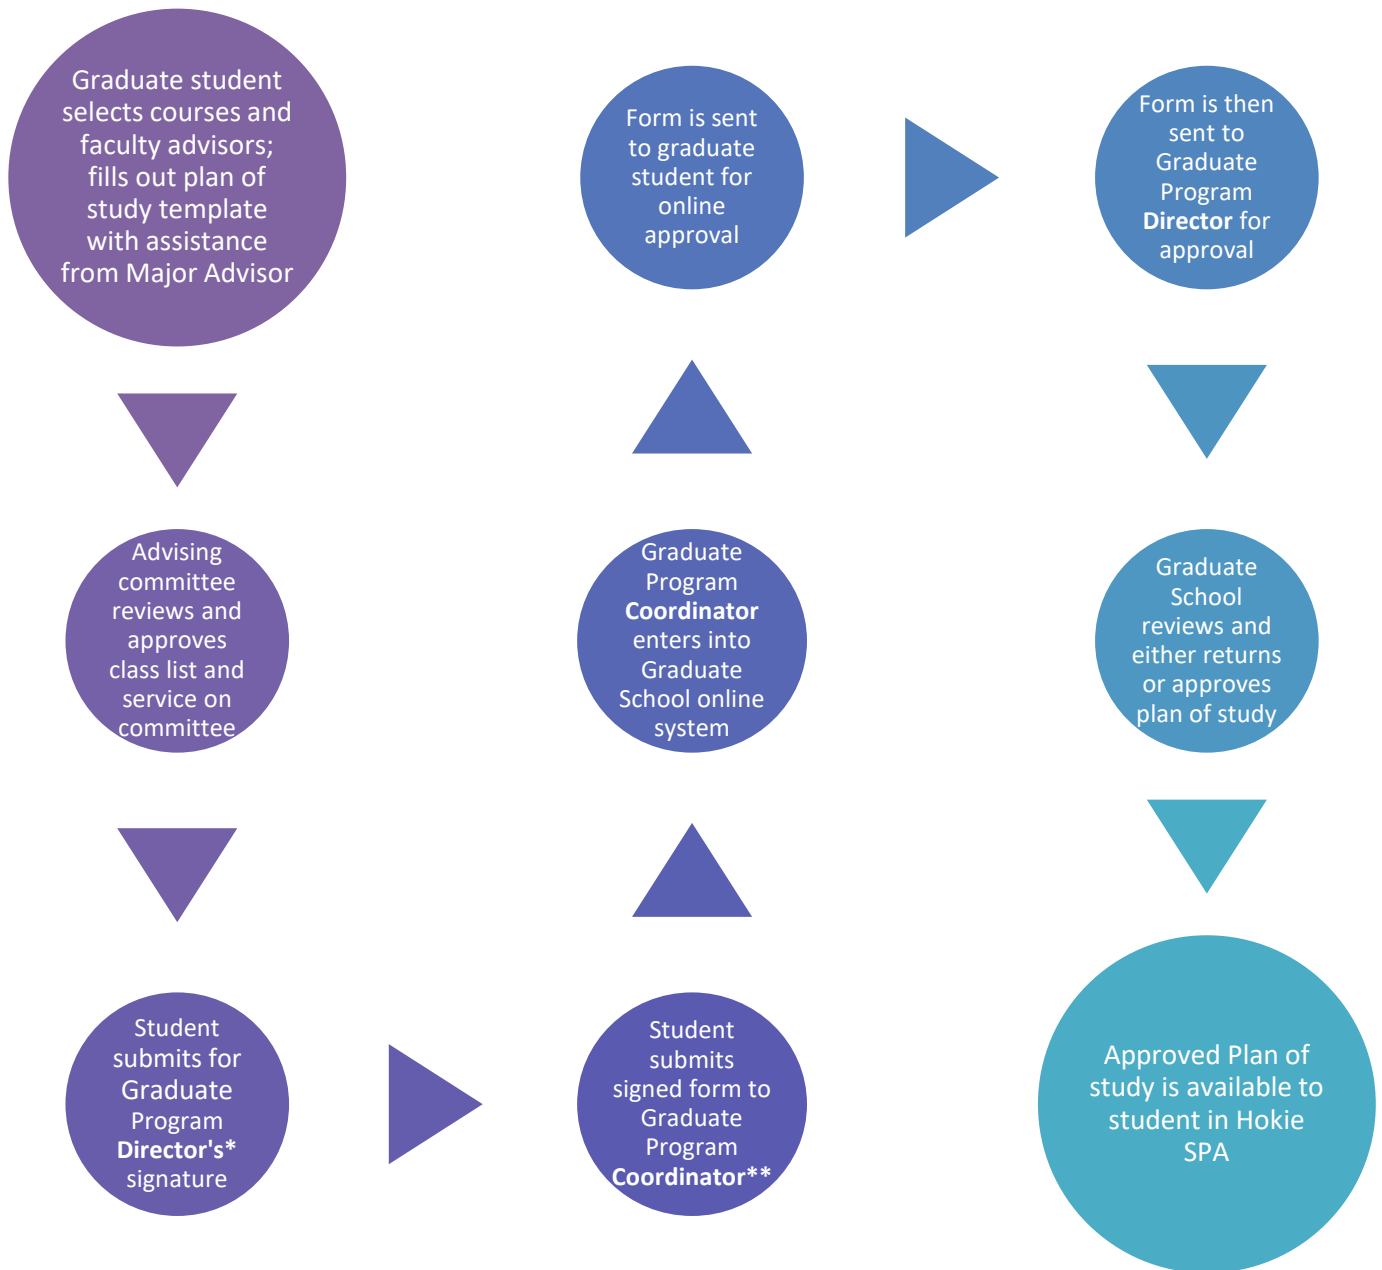 Graduate student
selects courses and
faculty advisors;
fills out plan of
study template
with assistance
from Major Advisor
Advising
committee
reviews and
approves
class list and
service on
committee
Student
submits for
Graduate
Program
Director's*
signature
Student
submits
signed form to
Graduate
Program
Coordinator**
Graduate
Program
Coordinator
enters into
Graduate
School online
system
Form is sent
to graduate
student for
online
approval
Form is then
sent to
Graduate
Program
Director for
approval
Graduate
School
reviews and
either returns
or approves
plan of study
Approved Plan of
study is available to
student in Hokie
SPA